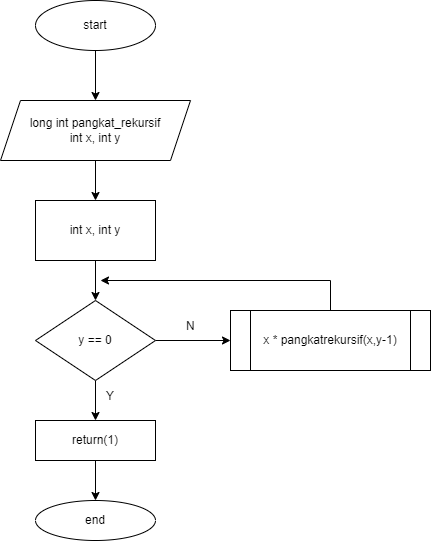 start
long int pangkat_rekursif
int x, int y
int x, int y
y == 0
N
x * pangkatrekursif(x,y-1)
Y
return(1)
end